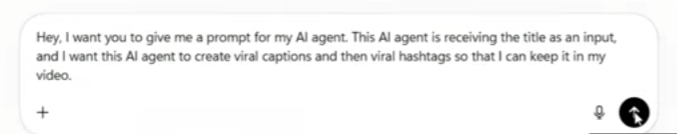 Hey, I want you to give me a prompt for my AI agent. This AI agent is receiving the title as an input,
and I want this AI agent to create viral captions and then viral hashtags so that I can keep it in my
video.